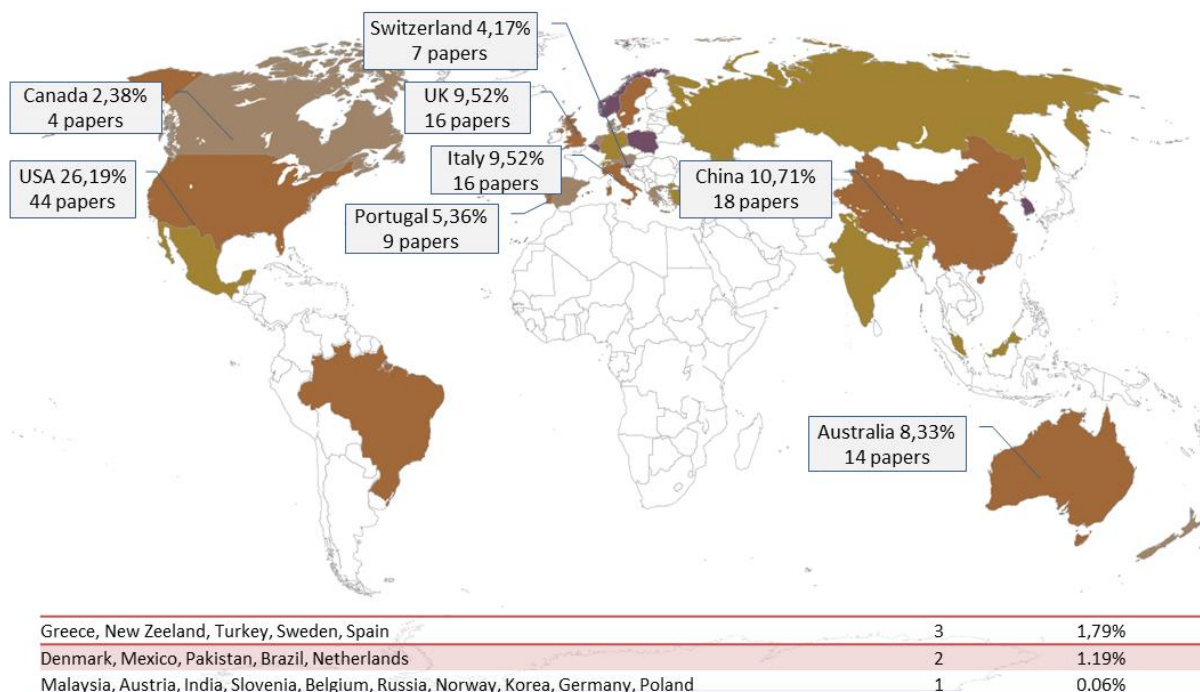 Switzerland 4,17%
7 papers
Canada 2,38%
4 papers
UK 9,52%
16 papers
USA 26,19%
44 papers
Italy 9,52%
16 papers
China 10,71%
18 papers
Portugal 5,36%
9 papers
Australia 8,33%
14 papers
Greece, New Zeeland, Turkey, Sweden, Spain 3 1,79%
Denmark, Mexico, Pakistan, Brazil, Netherlands 2 1.19%
Malaysia, Austria, India, Slovenia, Belgium, Russia, Norway, Korea, Germany, Poland 1 0.06%